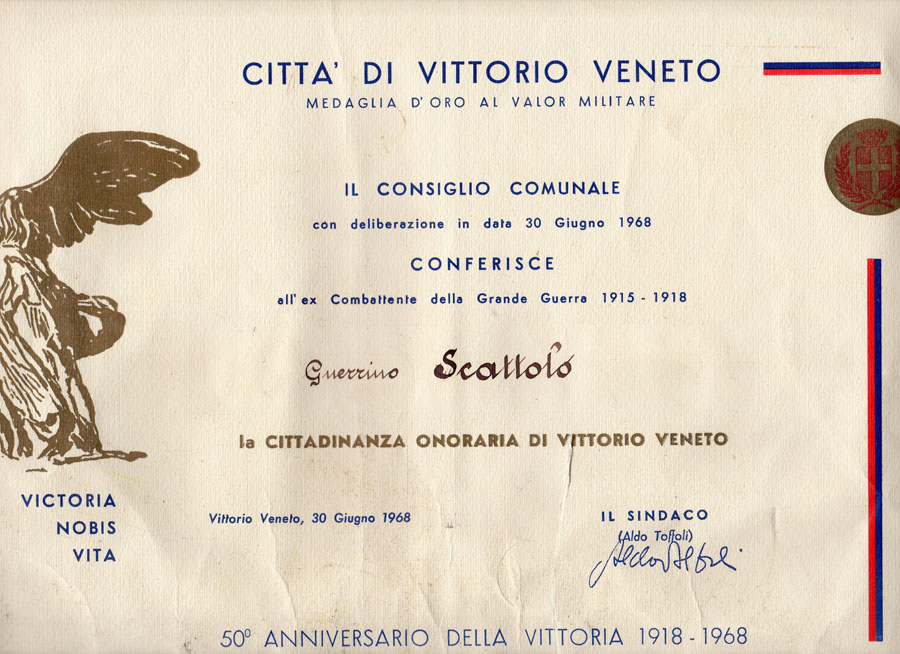 CITTA' DI VITTORIO VENETO
MEDAGLIA D'ORO AL VALOR MILITARE
IL CONSIGLIO COMUNALE
con deliberazione in data 30 Giugno 1968
CONFERISCE
all'ex Combattente della Grande Guerra 1915 - 1918
Guerrino Scattolo
la CITTADINANZA ONORARIA DI VITTORIO VENETO
VICTORIA
NOBIS
VITA
Vittorio Veneto, 30 Giugno 1968
IL SINDACO
(Aldo Toffoli)
Aldo Toffoli
50º ANNIVERSARIO DELLA VITTORIA 1918 - 1968